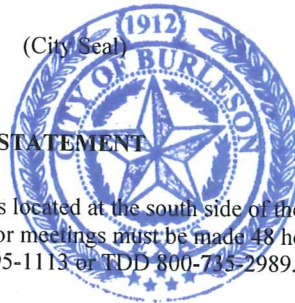 1912
(City Seal)
CITY OF BURLESON
STATEMENT
s located at the south side of the
or meetings must be made 48 ho
95-1113 or TDD 800-735-2989.